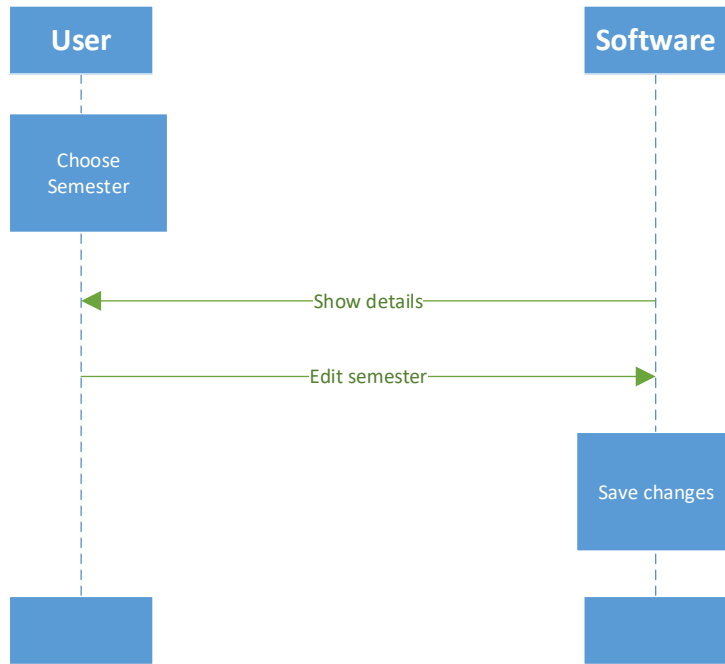 User
Software
Choose
Semester
Show details
Edit semester
Save changes